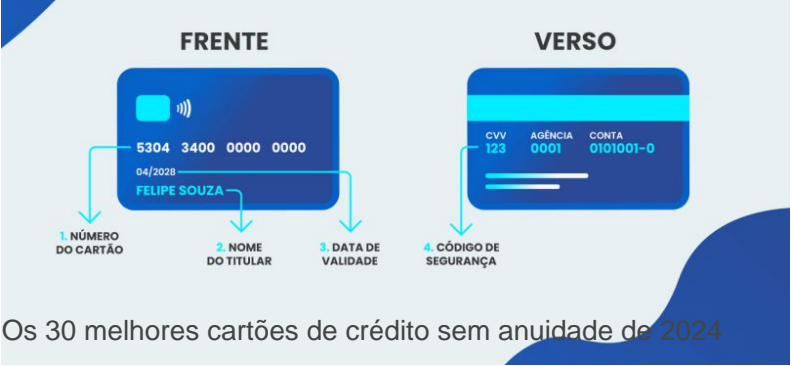 FRENTE
VERSO
5304 3400 0000 0000
04/2028
FELIPE SOUZA
1. NÚMERO
DO CARTÃO
2. NOME
DO TITULAR
3. DATA DE
VALIDADE
CVV AGÊNCIA CONTA
123 0001 0101001-0
4. CÓDIGO DE
SEGURANÇA
Os 30 melhores cartões de crédito sem anuidade de 2024